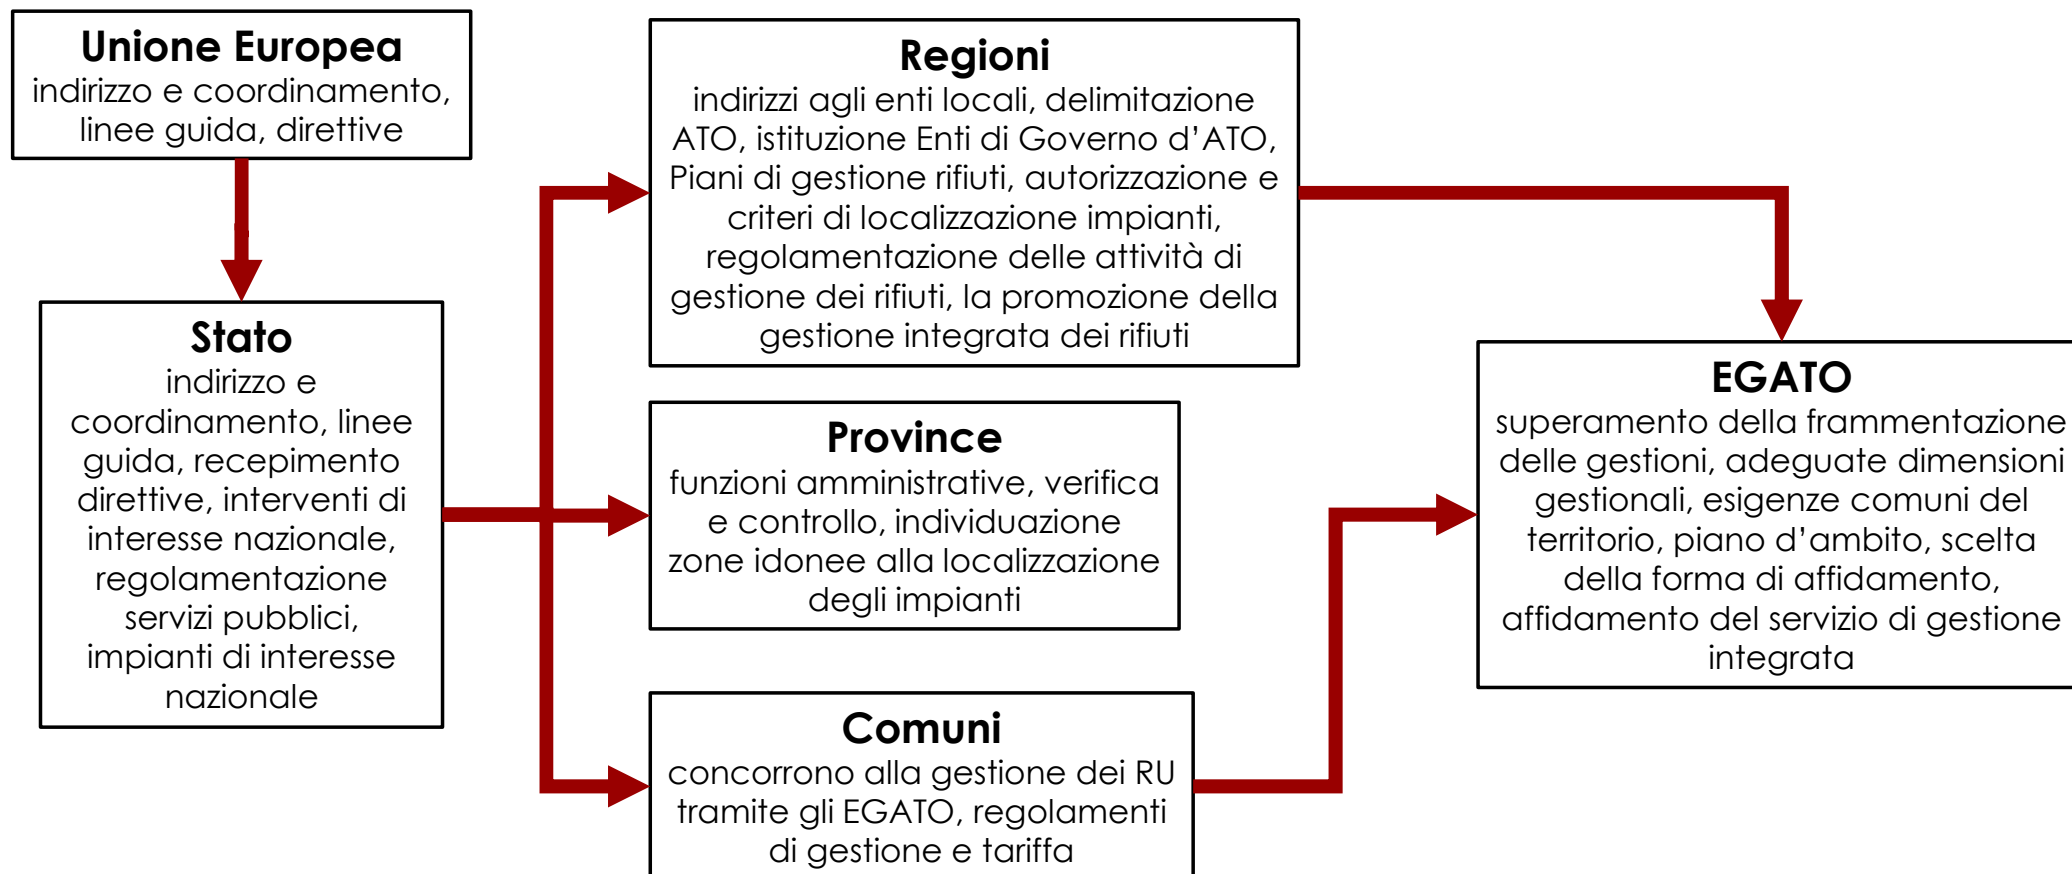 Unione Europea
indirizzo e coordinamento,
linee guida, direttive
Stato
indirizzo e
coordinamento, linee
guida, recepimento
direttive, interventi di
interesse nazionale,
regolamentazione
servizi pubblici,
impianti di interesse
nazionale
Regioni
indirizzi agli enti locali, delimitazione
ATO, istituzione Enti di Governo d’ATO,
Piani di gestione rifiuti, autorizzazione e
criteri di localizzazione impianti,
regolamentazione delle attività di
gestione dei rifiuti, la promozione della
gestione integrata dei rifiuti
Province
funzioni amministrative, verifica
e controllo, individuazione
zone idonee alla localizzazione
degli impianti
Comuni
concorrono alla gestione dei RU
tramite gli EGATO, regolamenti
di gestione e tariffa
EGATO
superamento della frammentazione
delle gestioni, adeguate dimensioni
gestionali, esigenze comuni del
territorio, piano d’ambito, scelta
della forma di affidamento,
affidamento del servizio di gestione
integrata